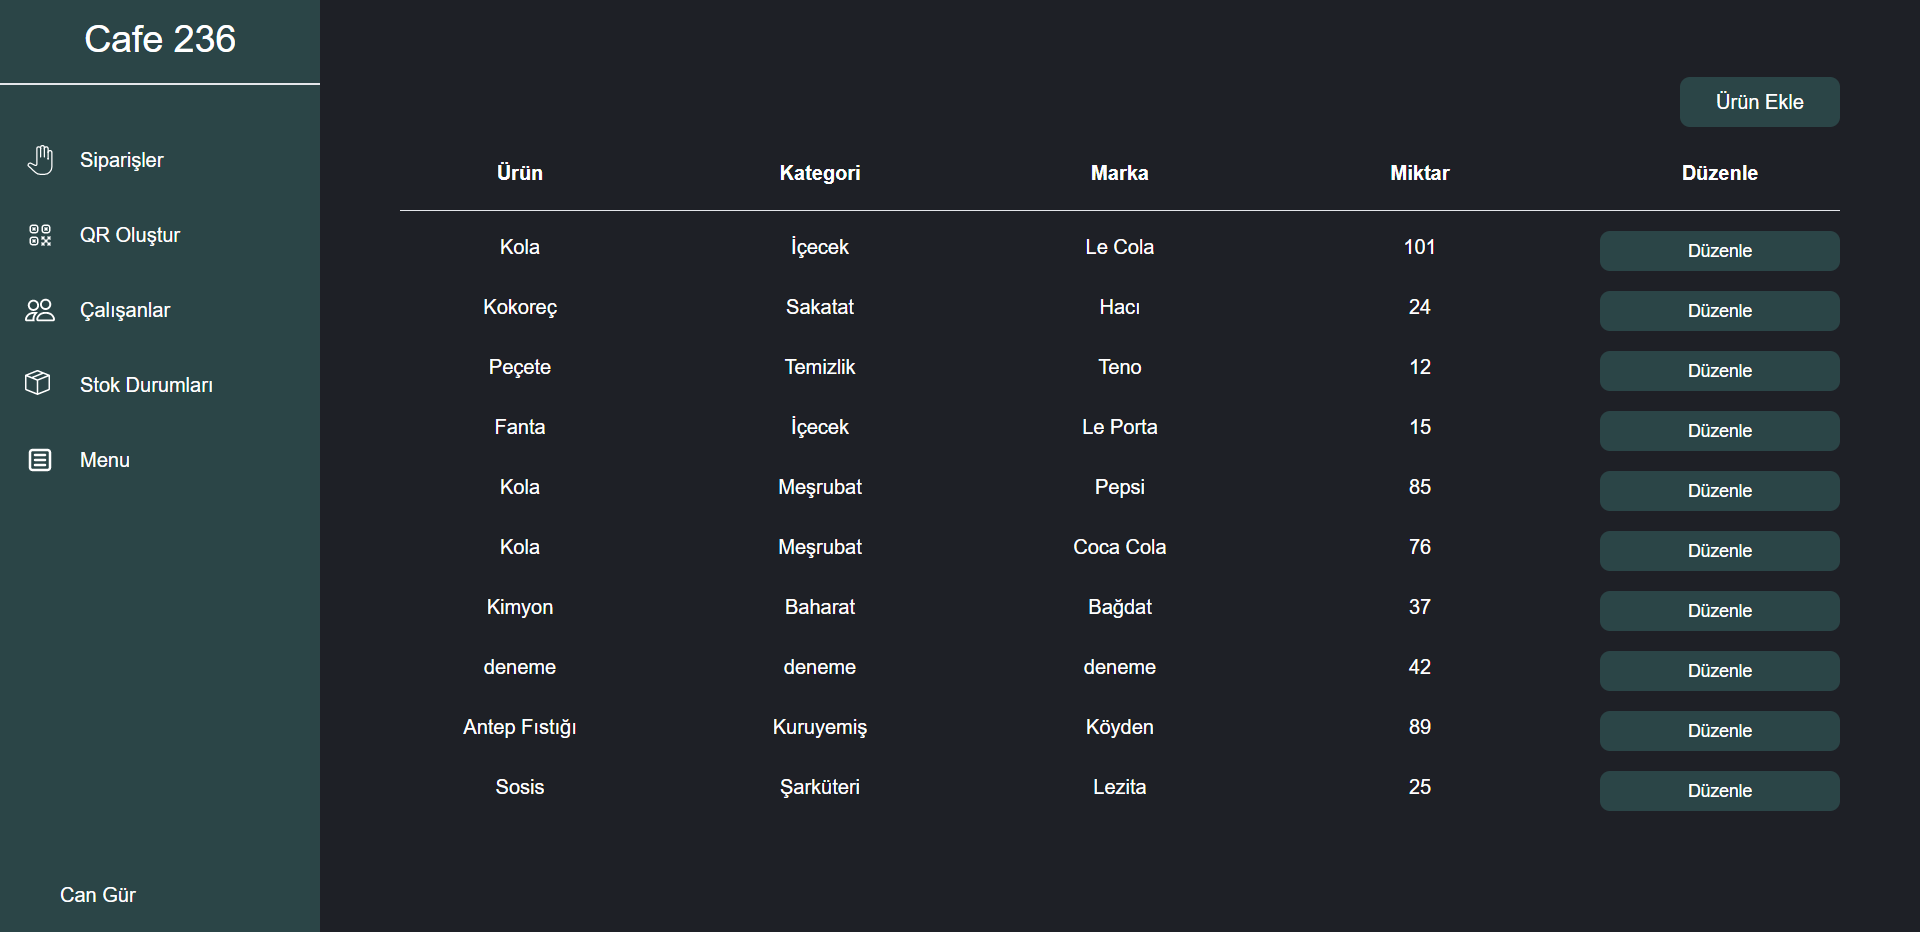 Cafe 236
Siparişler
QR Oluştur
Çalışanlar
Stok Durumları
Menu
Can Gür
Ürün Ekle
Ürün Kategori Marka Miktar Düzenle
Kola İçecek Le Cola 101 Düzenle
Kokoreç Sakatat Hacı 24 Düzenle
Peçete Temizlik Teno 12 Düzenle
Fanta İçecek Le Porta 15 Düzenle
Kola Meşrubat Pepsi 85 Düzenle
Kola Meşrubat Coca Cola 76 Düzenle
Kimyon Baharat Bağdat 37 Düzenle
deneme deneme deneme 42 Düzenle
Antep Fıstığı Kuruyemiş Köyden 89 Düzenle
Sosis Şarküteri Lezita 25 Düzenle